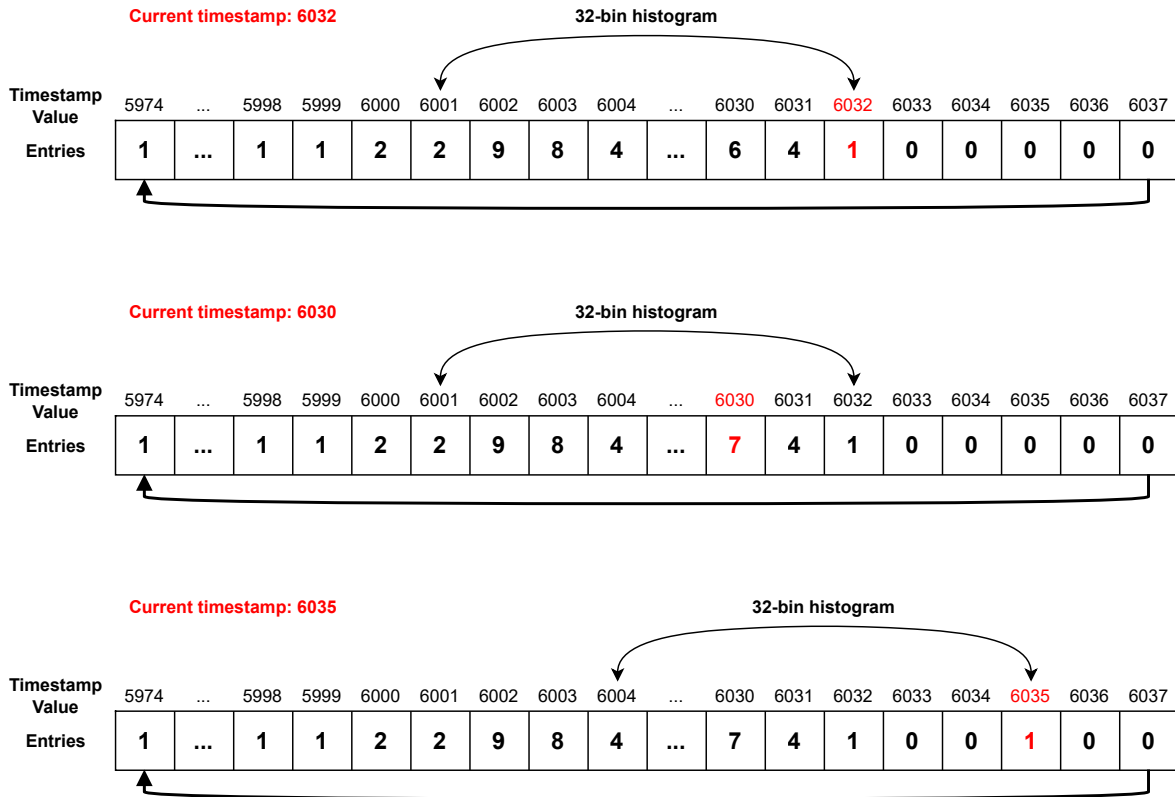 Current timestamp: 6032
32-bin histogram
Timestamp Value 5974 ... 5998 5999 6000 6001 6002 6003 6004 ... 6030 6031 6032 6033 6034 6035 6036 6037
Entries 1 ... 1 1 2 2 9 8 4 ... 6 4 1 0 0 0 0 0
Current timestamp: 6030
32-bin histogram
Timestamp Value 5974 ... 5998 5999 6000 6001 6002 6003 6004 ... 6030 6031 6032 6033 6034 6035 6036 6037
Entries 1 ... 1 1 2 2 9 8 4 ... 7 4 1 0 0 0 0 0
Current timestamp: 6035
32-bin histogram
Timestamp Value 5974 ... 5998 5999 6000 6001 6002 6003 6004 ... 6030 6031 6032 6033 6034 6035 6036 6037
Entries 1 ... 1 1 2 2 9 8 4 ... 7 4 1 0 0 1 0 0